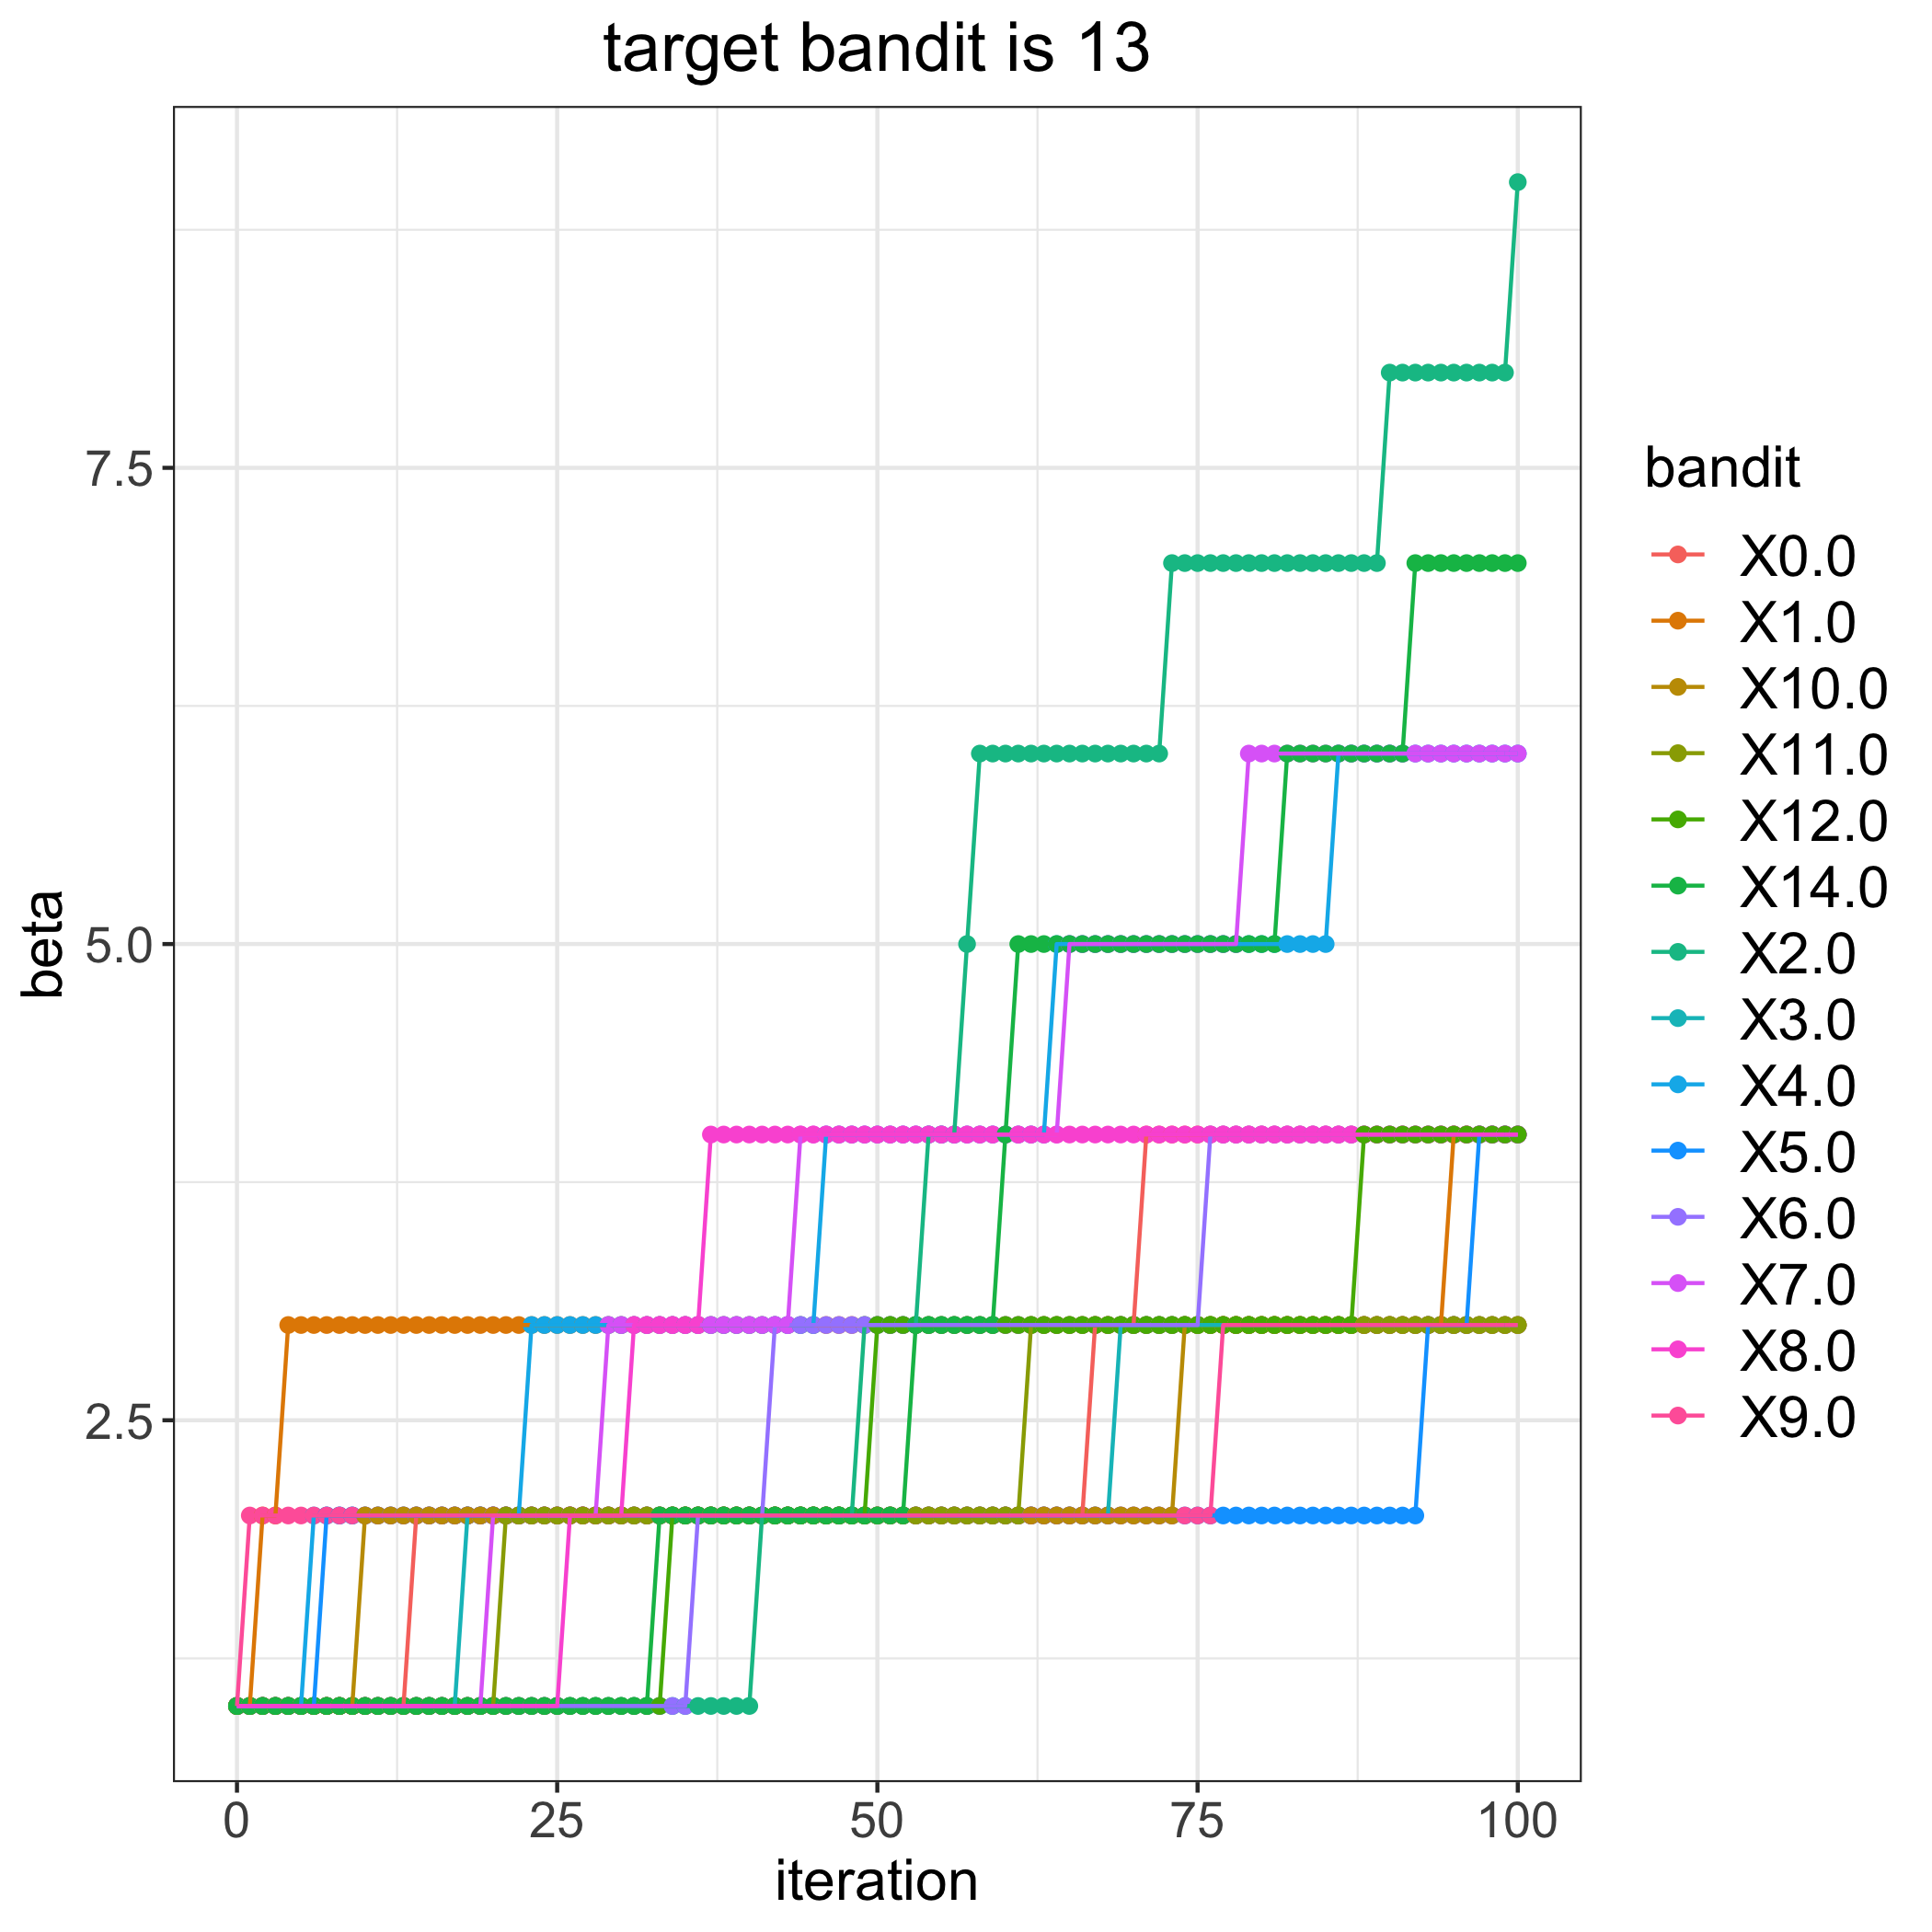 target bandit is 13
7.5
5.0
2.5
beta
0 25 50 75 100
iteration
bandit
X0.0
X1.0
X10.0
X11.0
X12.0
X14.0
X2.0
X3.0
X4.0
X5.0
X6.0
X7.0
X8.0
X9.0